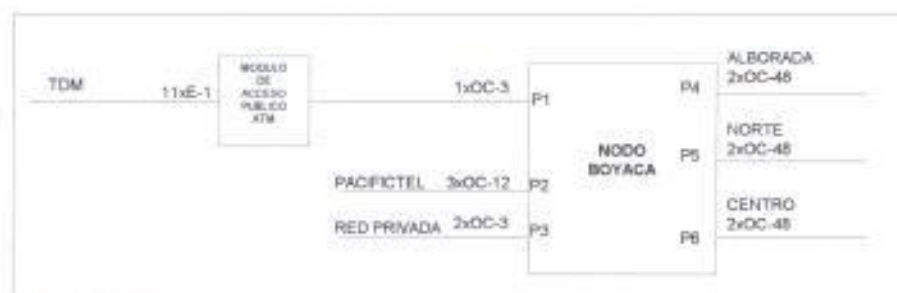 TDM
11xE-1
MODULO
DE
ACCESO
PUBLICO
ATM
1xOC-3
P1
PACIFICTEL 3xOC-12 P2
RED PRIVADA 2xOC-3 P3
NODO
BOYACA
ALBORADA
P4 2xOC-48
NORTE
P5 2xOC-48
CENTRO
P6 2xOC-48